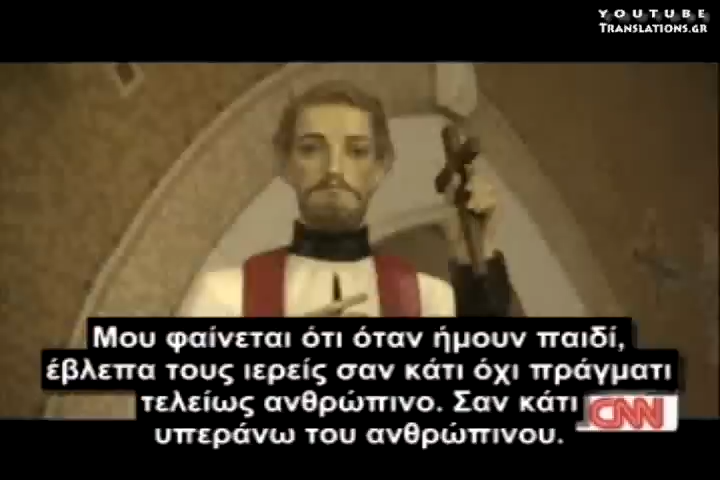 YOUTUBE
TRANSLATIONS.GR
Μου φαίνεται ότι όταν ήμουν παιδί,
έβλεπα τους ιερείς σαν κάτι όχι πράγματι
τελείως ανθρώπινο. Σαν κάτι
υπεράνω του ανθρώπινου.
CNN